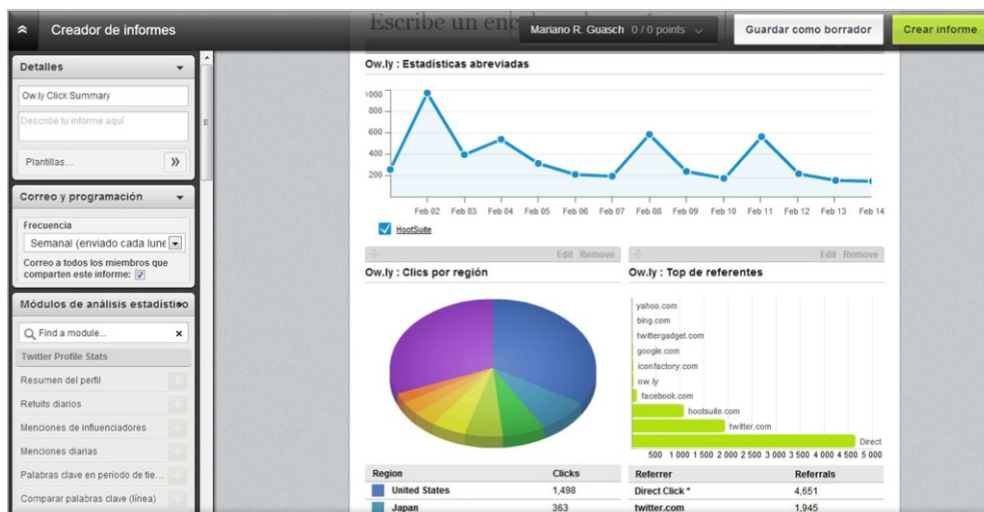 Creador de informes
Escribe un enc
Mariano R. Guasch 0 / 0 points
Guardar como borrador
Crear informe
Detalles
Ow.ly Click Summary
Describe tu informe aquí
Plantillas...
Correo y programación
Frecuencia
Semanal (enviado cada lune
Correo a todos los miembros que
comparten este informe:
Módulos de análisis estadístico
Find a module...
Twitter Profile Stats
Resumen del perfil
Retuits diarios
Menciones de influenciadores
Menciones diarias
Palabras clave en periodo de tie...
Comparar palabras clave (línea)
Ow.ly : Estadísticas abreviadas
1000
800
600
400
200
Feb 02 Feb 03 Feb 04 Feb 05 Feb 06 Feb 07 Feb 08 Feb 09 Feb 10 Feb 11 Feb 12 Feb 13 Feb 14
HootSuite
Edit Remove
Ow.ly : Clics por región
Region Clicks
United States 1,498
Japan 363
Edit Remove
Ow.ly : Top de referentes
yahoo.com
bing.com
twittergadget.com
google.com
iconfactory.com
ow.ly
facebook.com
hootsuite.com
twitter.com
Direct
500 1 000 1 500 2 000 2 500 3 000 3 500 4 000 4 500 5 000
Referrer Referrals
Direct Click * 4,651
twitter.com 1,945